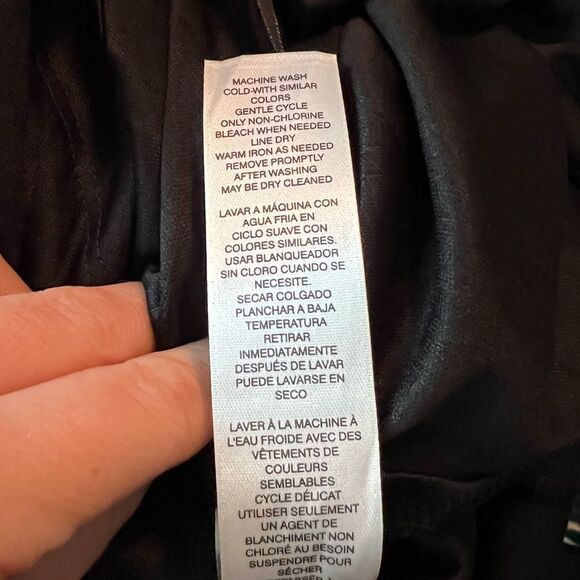 MACHINE WASH
COLD-WITH SIMILAR
COLORS
GENTLE CYCLE
ONLY NON-CHLORINE
BLEACH WHEN NEEDED
LINE DRY
WARM IRON AS NEEDED
REMOVE PROMPTLY
AFTER WASHING
MAY BE DRY CLEANED
LAVAR A MÁQUINA CON
AGUA FRIA EN
CICLO SUAVE CON
COLORES SIMILARES.
USAR BLANQUEADOR
SIN CLORO CUANDO SE
NECESITE.
SECAR COLGADO
PLANCHAR A BAJA
TEMPERATURA
RETIRAR
INMEDIATAMENTE
DESPUÉS DE LAVAR
PUEDE LAVARSE EN
SECO
LAVER À LA MACHINE À
L'EAU FROIDE AVEC DES
VÊTEMENTS DE
COULEURS
SEMBLABLES
CYCLE DÉLICAT
UTILISER SEULEMENT
UN AGENT DE
BLANCHIMENT NON
CHLORÉ AU BESOIN
SUSPENDRE POUR
SÉCHER